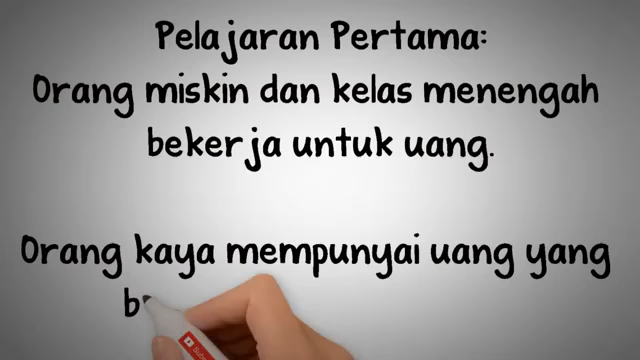 Pelajaran Pertama:
Orang miskin dan kelas menengah
bekerja untuk uang.
Orang kaya mempunyai uang yang